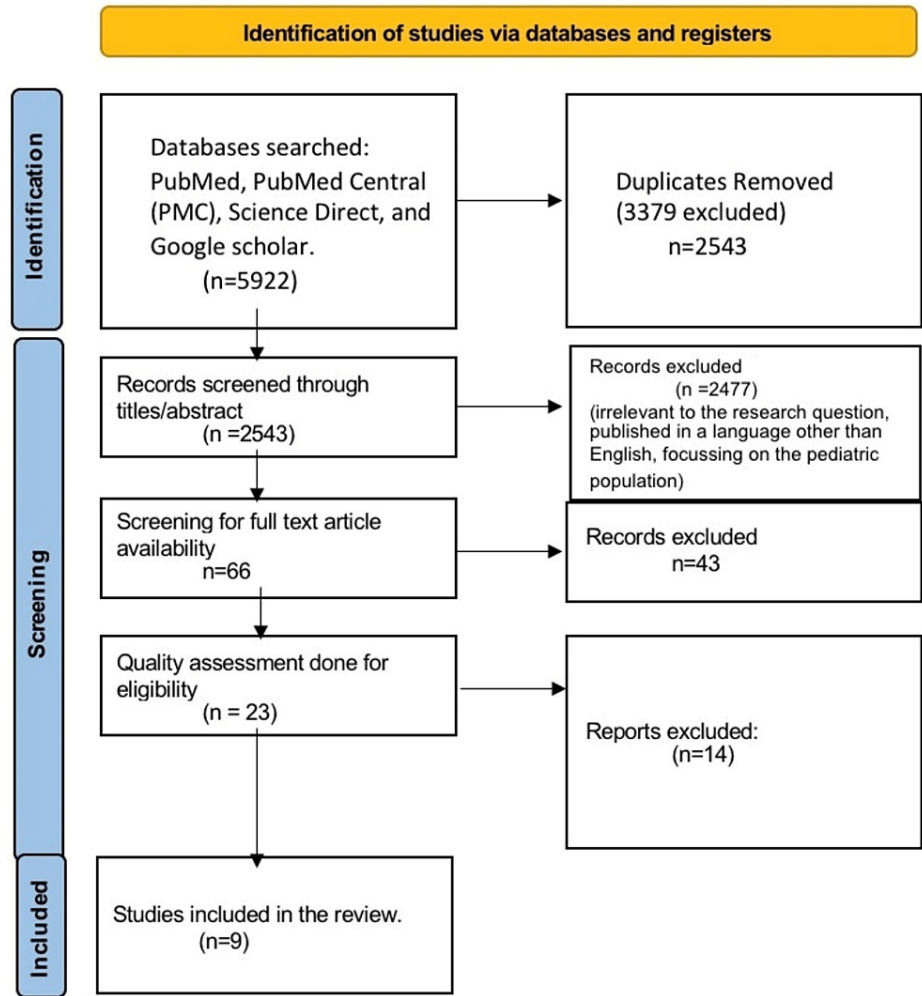 Identification of studies via databases and registers
Identification
Databases searched:
PubMed, PubMed Central
(PMC), Science Direct, and
Google scholar.
(n=5922)
Duplicates Removed
(3379 excluded)
n=2543
Screening
Records screened through
titles/abstract
(n =2543)
Records excluded
(n =2477)
(irrelevant to the research question,
published in a language other than
English, focussing on the pediatric
population)
Screening for full text article
availability
n=66
Records excluded
n=43
Quality assessment done for
eligibility
(n = 23)
Reports excluded:
(n=14)
Included
Studies included in the review.
(n=9)